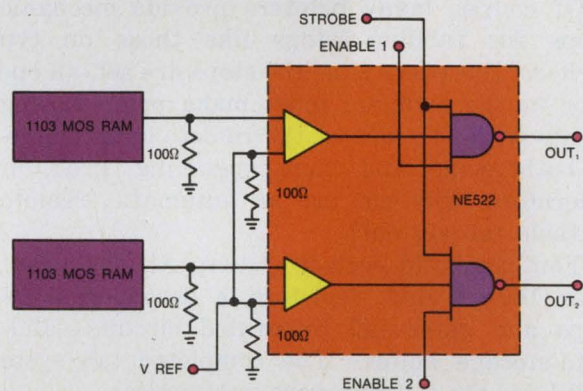 STROBE
ENABLE 1
1103 MOS RAM
100Ω
100Ω
OUT₁
NE522
1103 MOS RAM
100Ω
100Ω
OUT₂
V REF
ENABLE 2